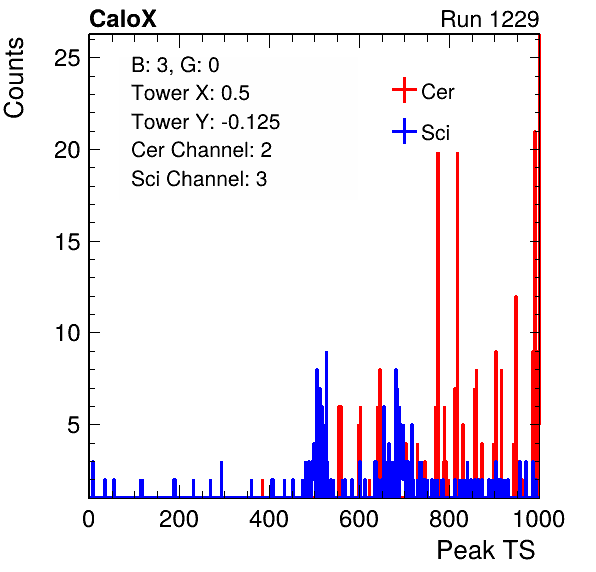 CaloX Run 1229
Counts
B: 3, G: 0
Tower X: 0.5
Tower Y: -0.125
Cer Channel: 2
Sci Channel: 3
Cer
Sci
25
20
15
10
5
0 200 400 600 800 1000
Peak TS